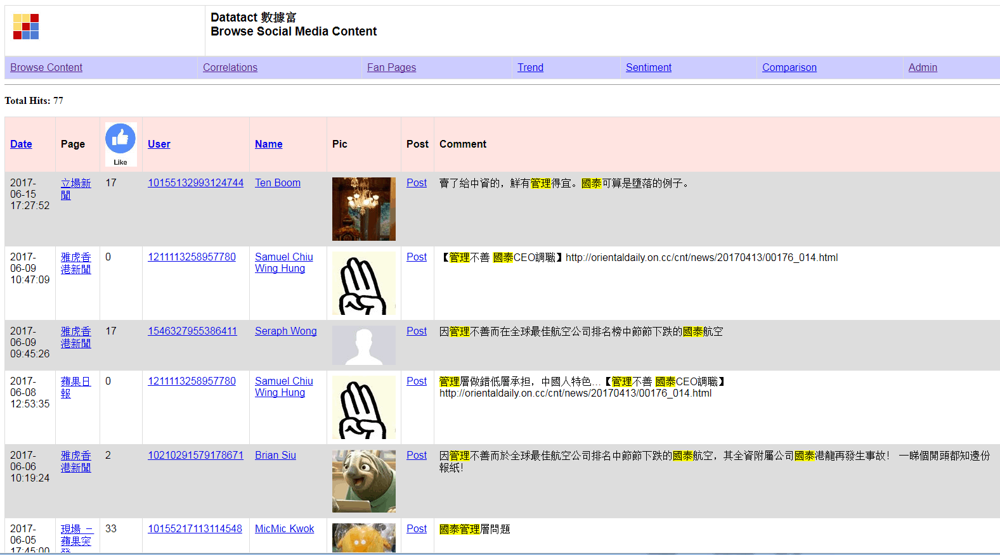 Datatact 數據富
Browse Social Media Content
Browse Content Correlations Fan Pages Trend Sentiment Comparison Admin
Total Hits: 77
Date Page Like User Name Pic Post Comment
2017-06-15 17:27:52 立場新聞 17 10155132993124744 Ten Boom Post 賣了給中資的，鮮有管理得宜。國泰可算是墮落的例子。
2017-06-09 10:47:09 雅虎香港新聞 0 1211113258957780 Samuel Chiu Wing Hung Post 【管理不善 國泰CEO調職】http://orientaldaily.on.cc/cnt/news/20170413/00176_014.html
2017-06-09 09:45:26 雅虎香港新聞 17 1546327955386411 Seraph Wong Post 因管理不善而在全球最佳航空公司排名榜中節節下跌的國泰航空
2017-06-08 12:53:35 蘋果日報 0 1211113258957780 Samuel Chiu Wing Hung Post 管理層做錯低層承担，中國人特色…【管理不善 國泰CEO調職】
http://orientaldaily.on.cc/cnt/news/20170413/00176_014.html
2017-06-06 10:19:24 雅虎香港新聞 2 10210291579178671 Brian Siu Post 因管理不善而於全球最佳航空公司排名中節節下跌的國泰航空，其全資附屬公司國泰港龍再發生事故！ 一睇個開頭都知邊份
報紙！
2017-06-05 17:45:00 現場 － 蘋果突發 33 10155217113114548 MicMic Kwok Post 國泰管理層問題